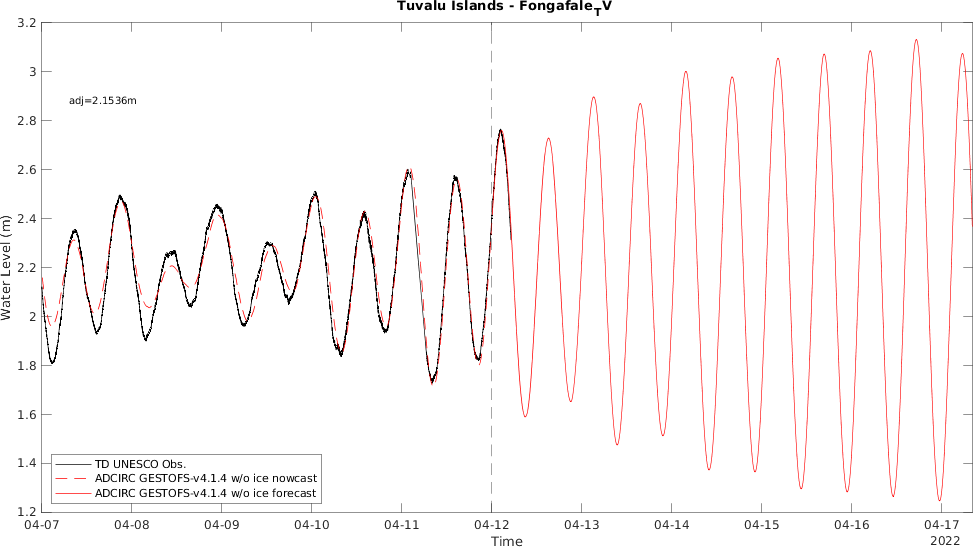 Tuvalu Islands - Fongafale_TV
3.2
3
2.8
2.6
2.4
2.2
2
1.8
1.6
1.4
1.2
Water Level (m)
adj=2.1536m
TD UNESCO Obs.
ADCIRC GESTOFS-v4.1.4 w/o ice nowcast
ADCIRC GESTOFS-v4.1.4 w/o ice forecast
04-07 04-08 04-09 04-10 04-11 04-12 04-13 04-14 04-15 04-16 04-17
Time
2022